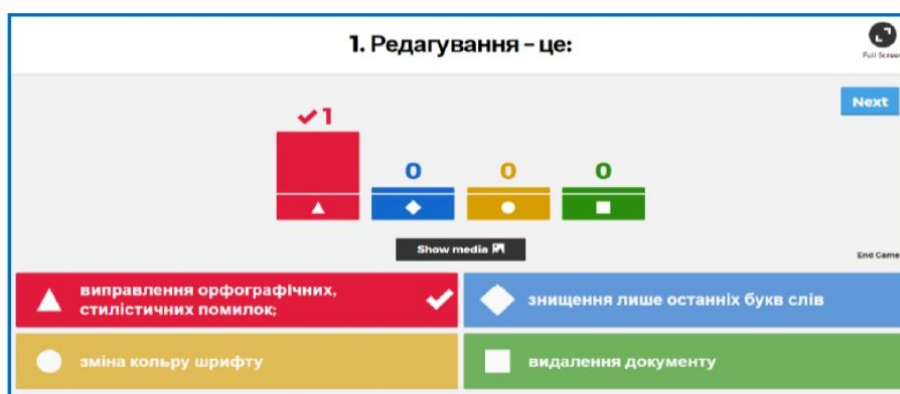 1. Редагування – це:
Full Screen
Next
1
0
0
0
Show media
End Game
виправлення орфографічних,
стилістичних помилок;
знищення лише останніх букв слів
зміна кольру шрифту
видалення документу